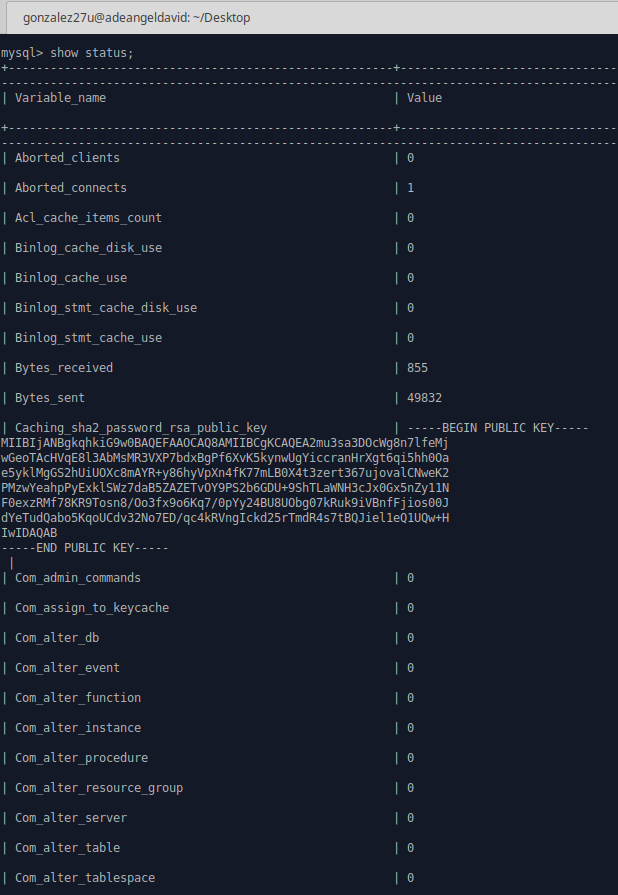 gonzalez27u@adeangeldavid: ~/Desktop
mysql> show status;
+-------------------------------------------------------+-------------------------------
----------------------------------------------------------------------------------------
| Variable_name | Value
+-------------------------------------------------------+-------------------------------
----------------------------------------------------------------------------------------
| Aborted_clients | 0
| Aborted_connects | 1
| Acl_cache_items_count | 0
| Binlog_cache_disk_use | 0
| Binlog_cache_use | 0
| Binlog_stmt_cache_disk_use | 0
| Binlog_stmt_cache_use | 0
| Bytes_received | 855
| Bytes_sent | 49832
| Caching_sha2_password_rsa_public_key | -----BEGIN PUBLIC KEY-----
MIIBIjANBgkqhkiG9w0BAQEFAAOCAQ8AMIIBCgKCAQEA2mu3sa3DOcWg8n7lfeMj
wGeoTAcHVqE8l3AbMsMR3VXP7bdxBgPf6XvK5kynwUgYiccranHrXgt6qi5hh0Oa
e5yklMgGS2hUiUOXc8mAYR+y86hyVpXn4fK77mLB0X4t3zert367ujovalCNweK2
PMzwYeahpPyExklSWz7daB5ZAZETvOY9PS2b6GDU+9ShTLaWNH3cJx0Gx5nZy11N
F0exzRMf78KR9Tosn8/Oo3fx9o6Kq7/0pYy24BU8UObg07kRuk9iVBnfFjios00J
dYeTudQabo5KqoUCdv32No7ED/qc4kRVngIckd25rTmdR4s7tBQJiel1eQ1UQw+H
IwIDAQAB
-----END PUBLIC KEY-----
|
| Com_admin_commands | 0
| Com_assign_to_keycache | 0
| Com_alter_db | 0
| Com_alter_event | 0
| Com_alter_function | 0
| Com_alter_instance | 0
| Com_alter_procedure | 0
| Com_alter_resource_group | 0
| Com_alter_server | 0
| Com_alter_table | 0
| Com_alter_tablespace | 0